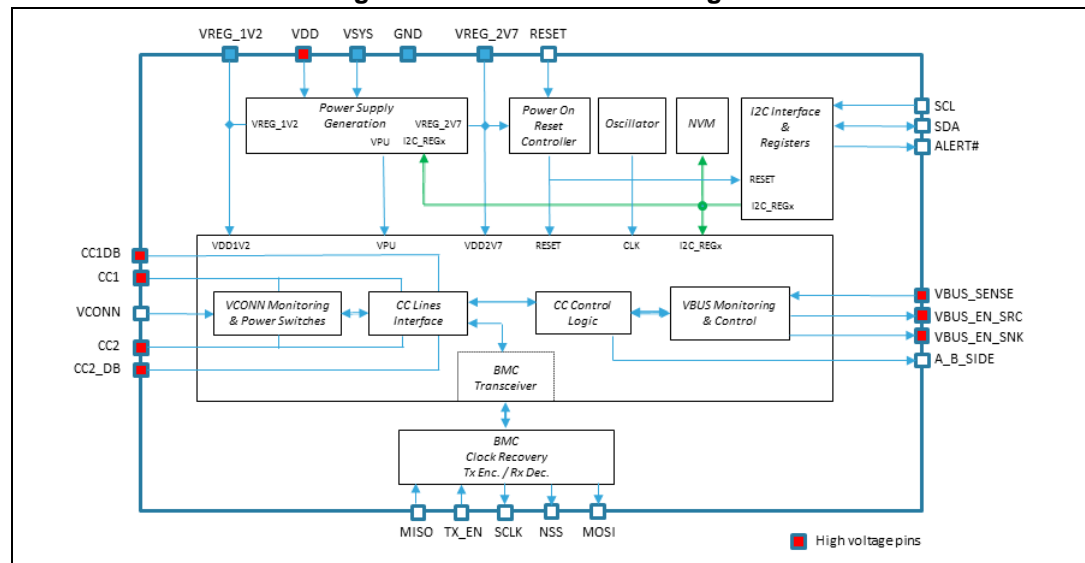 VREG_1V2 VDD VSYS GND VREG_2V7 RESET
Power Supply
Generation
VREG_1V2
VREG_2V7
VPU
I2C_REGx
Power On
Reset
Controller
Oscillator
NVM
I2C Interface
&
Registers
RESET
I2C_REGx
SCL
SDA
ALERT#
VDD1V2 VPU VDD2V7 RESET CLK I2C_REGx
CC1DB
CC1
VCONN
CC2
CC2_DB
VCONN Monitoring
& Power Switches
CC Lines
Interface
CC Control
Logic
VBUS Monitoring
& Control
VBUS_SENSE
VBUS_EN_SRC
VBUS_EN_SNK
A_B_SIDE
BMC
Transceiver
BMC
Clock Recovery
Tx Enc. / Rx Dec.
MISO TX_EN SCLK NSS MOSI
High voltage pins